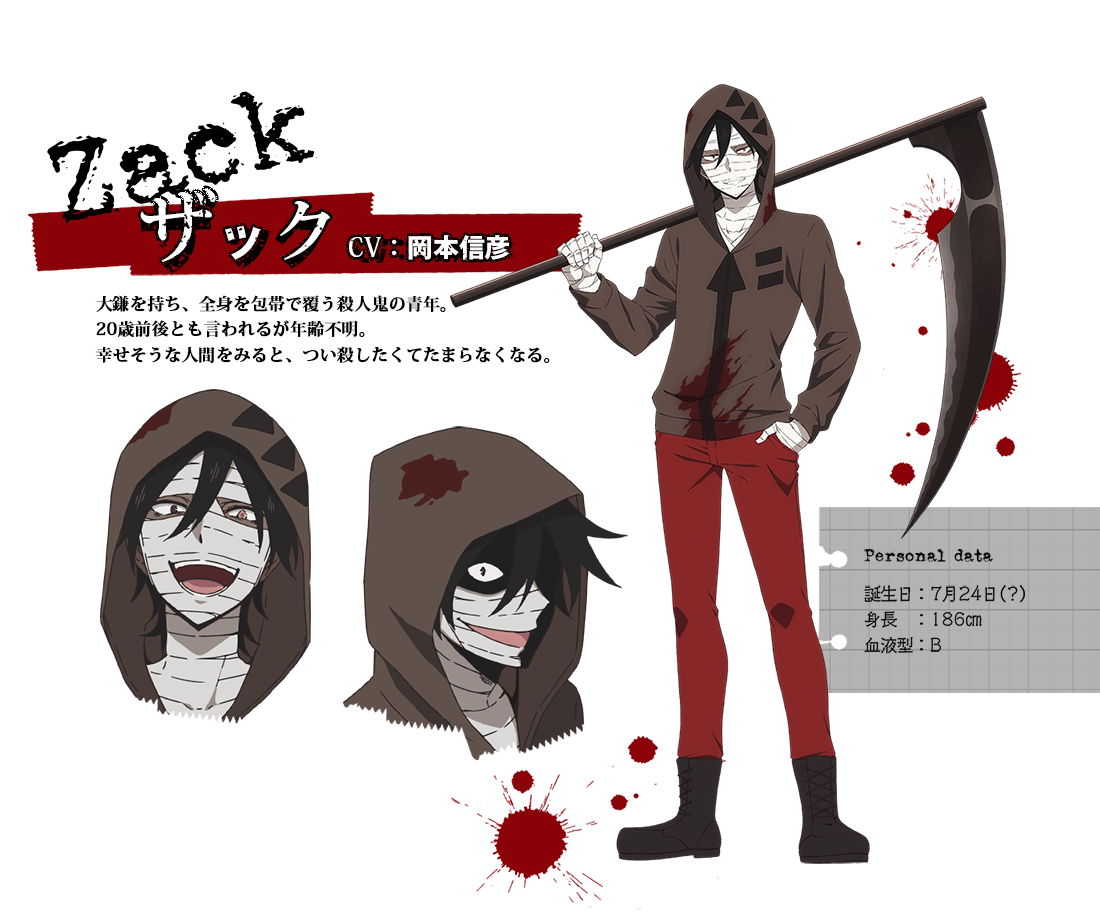 Zack
ザック CV：岡本信彦
大鎌を持ち、全身を包帯で覆う殺人鬼の青年。
20歳前後とも言われるが年齢不明。
幸せそうな人間をみると、つい殺したくてたまらなくなる。
Personal data
誕生日：7月24日(?)
身長　：186㎝
血液型：B